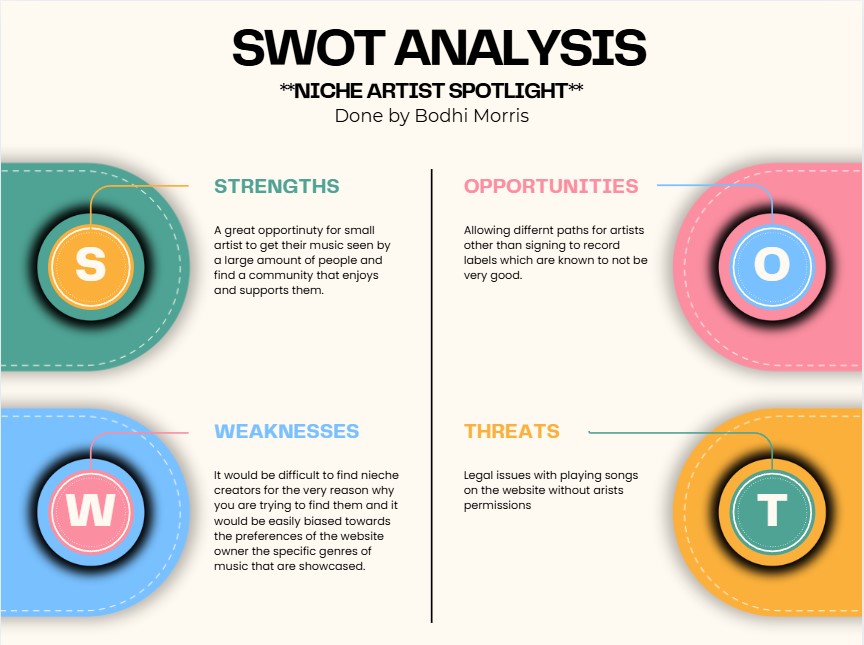 SWOT ANALYSIS
**NICHE ARTIST SPOTLIGHT**
Done by Bodhi Morris
S
STRENGTHS
A great opportinuty for small
artist to get their music seen by
a large amount of people and
find a community that enjoys
and supports them.
OPPORTUNITIES
Allowing differnt paths for artists
other than signing to record
labels which are known to not be
very good.
O
W
WEAKNESSES
It would be difficult to find nieche
creators for the very reason why
you are trying to find them and it
would be easily biased towards
the preferences of the website
owner the specific genres of
music that are showcased.
THREATS
Legal issues with playing songs
on the website without arists
permissions
T